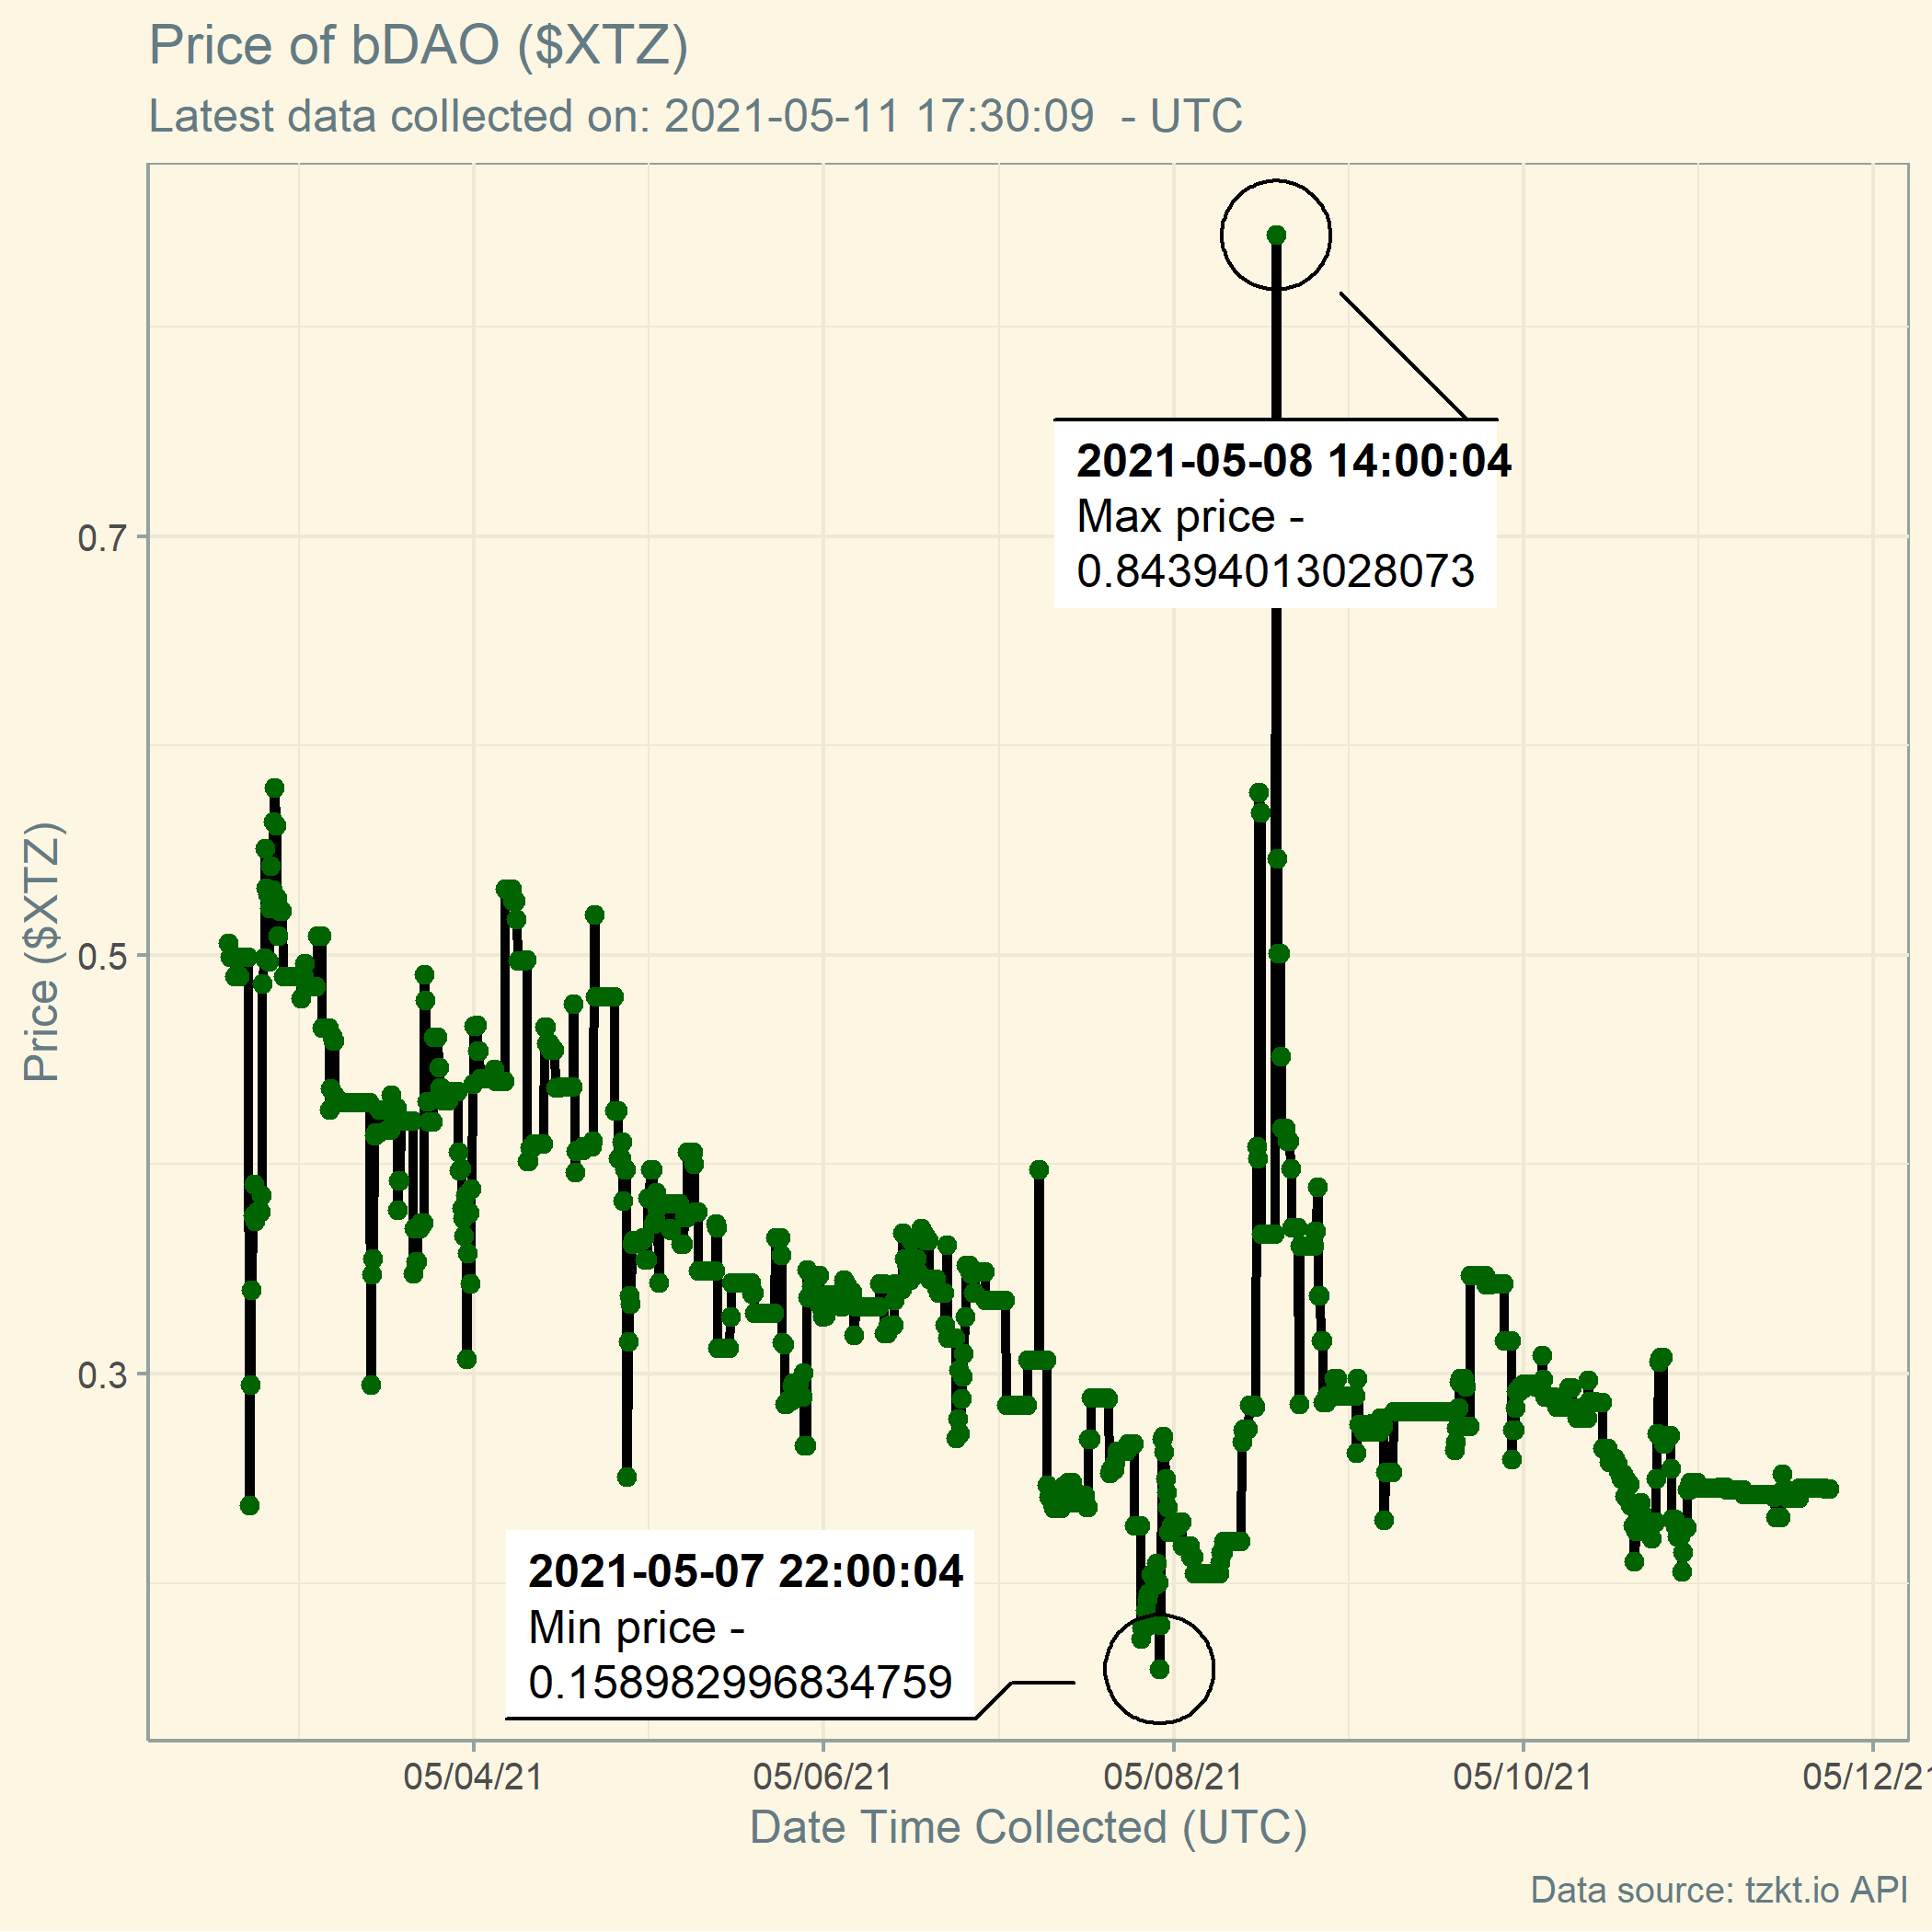 Price of bDAO ($XTZ)
Latest data collected on: 2021-05-11 17:30:09  - UTC
2021-05-08 14:00:04
Max price -
0.84394013028073
0.7
0.5
0.3
Price ($XTZ)
2021-05-07 22:00:04
Min price -
0.158982996834759
05/04/21
05/06/21
05/08/21
05/10/21
05/12/21
Date Time Collected (UTC)
Data source: tzkt.io API